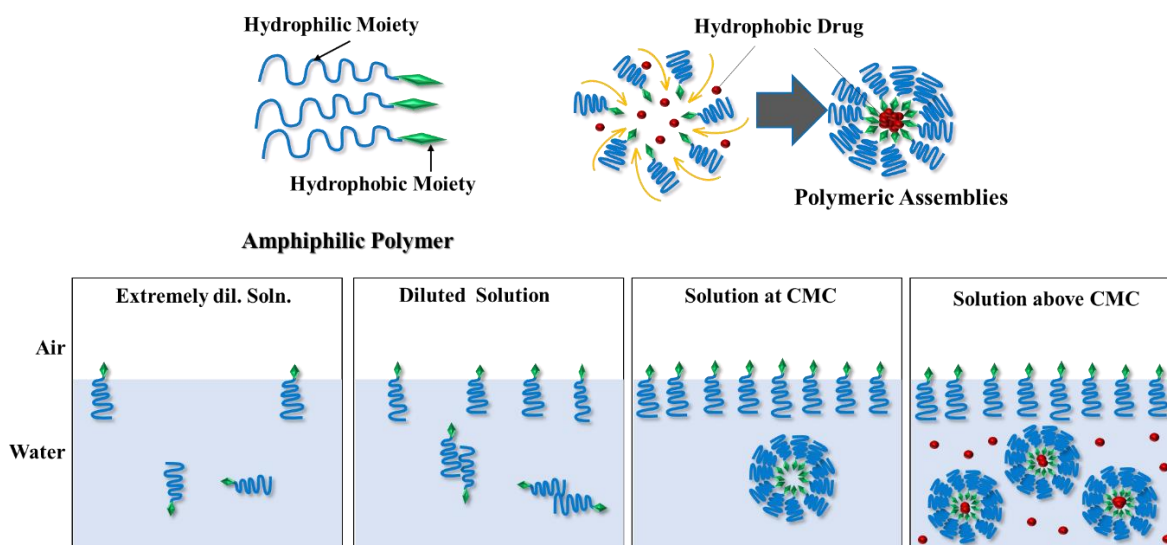 Hydrophilic Moiety
Hydrophobic Moiety
Amphiphilic Polymer
Hydrophobic Drug
Polymeric Assemblies
Extremely dil. Soln.
Diluted Solution
Solution at CMC
Solution above CMC
Air
Water